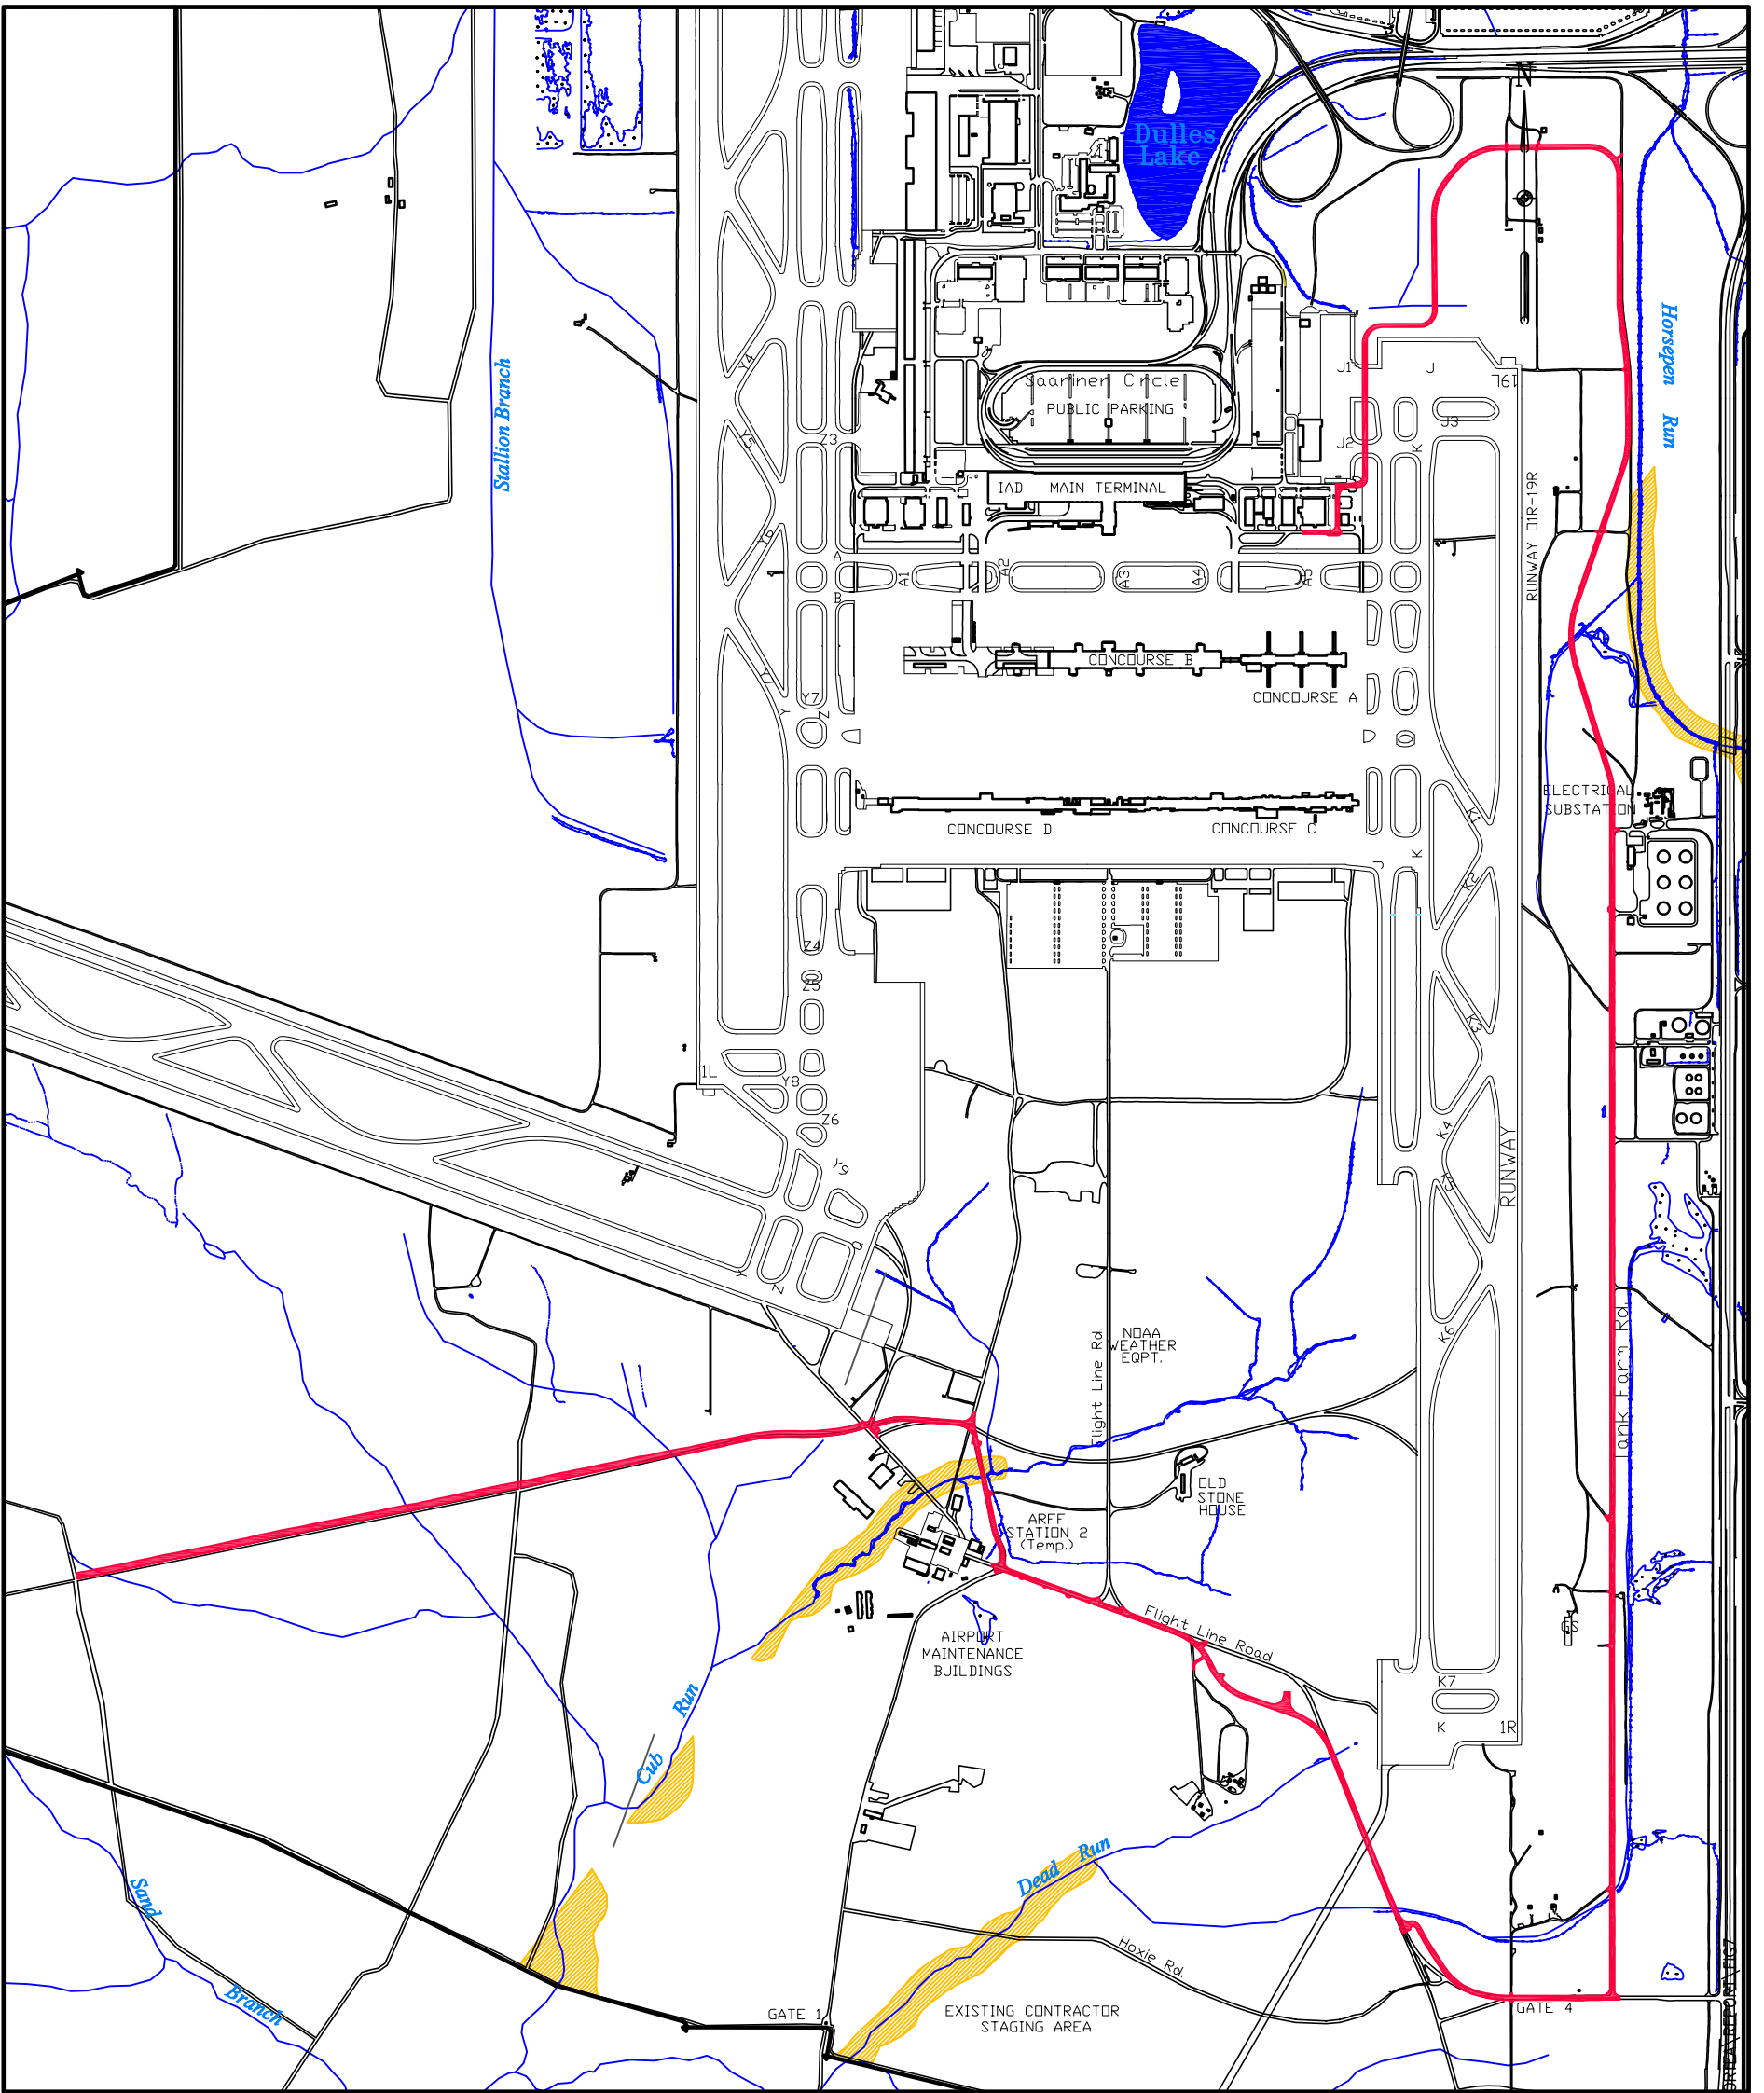 N
Dulles
Lake
Horsepen Run
Stallion Branch
Y4
J1
J
19L
Saarinen Circle
PUBLIC PARKING
J3
Y5
Z3
J2
K
IAD MAIN TERMINAL
RUNWAY 01R-19R
Y6
A
A1
A2
A3
A4
A5
B
CONCOURSE B
CONCOURSE A
Y7
Y7
Y
Z
ELECTRICAL
SUBSTATION
K1
CONCOURSE D
CONCOURSE C
J
K
K2
Z4
Z5
K3
1L
Y8
Z6
K4
Y9
K5
RUNWAY
Q
Y
Z
Flight Line Rd.
NOAA
WEATHER
EQPT.
K6
Tank Farm Rd.
OLD
STONE
HOUSE
ARFF
STATION 2
(Temp.)
Flight Line Road
GS
AIRPORT
MAINTENANCE
BUILDINGS
K7
K
1R
Cub Run
Dead Run
Sand
Branch
Hoxie Rd.
GATE 1
EXISTING CONTRACTOR
STAGING AREA
GATE 4